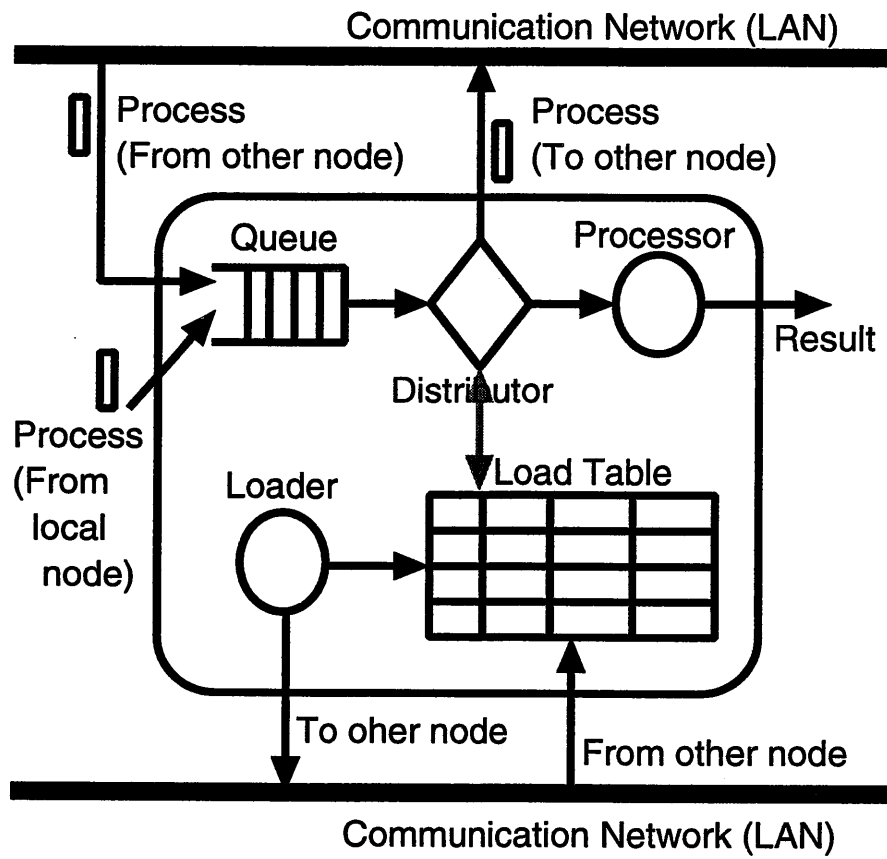 Communication Network (LAN)
Process
(From other node)
Process
(To other node)
Queue
Processor
Result
Distributor
Process
(From
local
node)
Loader
Load Table
To oher node
From other node
Communication Network (LAN)